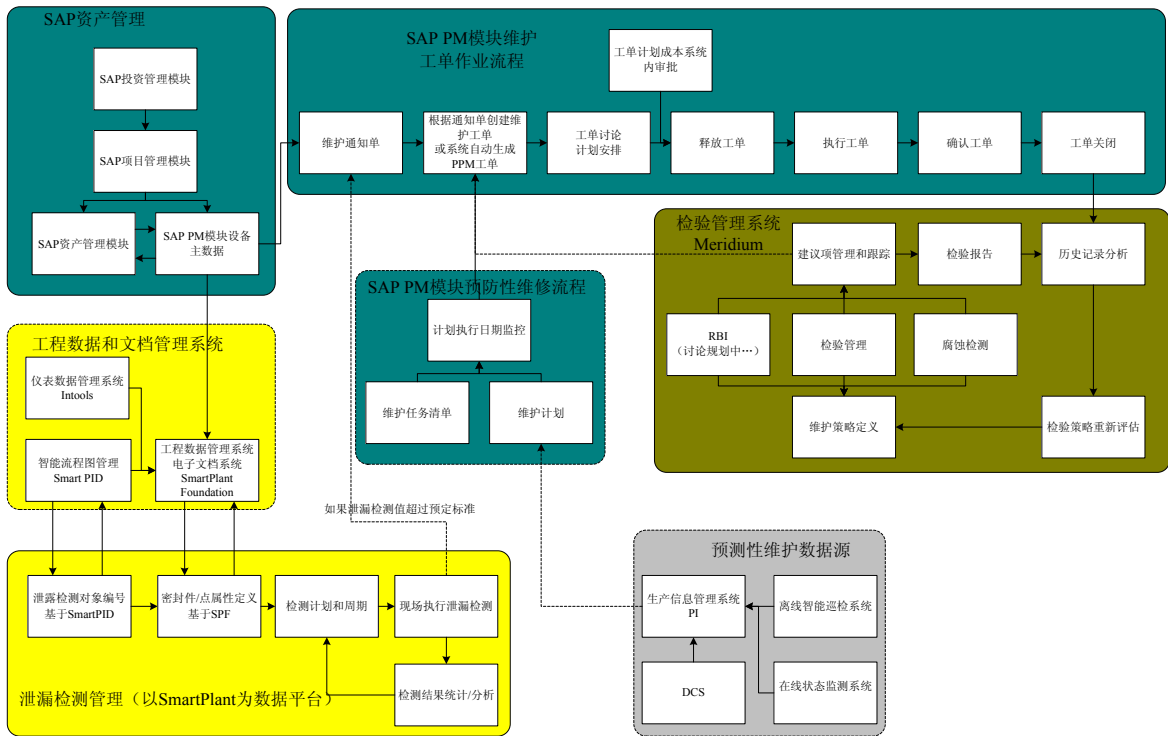 SAP资产管理
SAP投资管理模块
SAP项目管理模块
SAP资产管理模块
SAP PM模块设备
主数据
SAP PM模块维护
工单作业流程
工单计划成本系统
内审批
维护通知单
根据通知单创建维
护工单
或系统自动生成
PPM工单
工单讨论
计划安排
释放工单
执行工单
确认工单
工单关闭
检验管理系统
Meridium
建议项管理和跟踪
检验报告
历史记录分析
RBI
(讨论规划中…)
检验管理
腐蚀检测
维护策略定义
检验策略重新评估
SAP PM模块预防性维修流程
计划执行日期监控
维护任务清单
维护计划
工程数据和文档管理系统
仪表数据管理系统
Intools
智能流程图管理
Smart PID
工程数据管理系统
电子文档系统
SmartPlant
Foundation
如果泄漏检测值超过预定标准
泄露检测对象编号
基于SmartPID
密封件/点属性定义
基于SPF
检测计划和周期
现场执行泄漏检测
检测结果统计/分析
泄漏检测管理（以SmartPlant为数据平台）
预测性维护数据源
生产信息管理系统
PI
离线智能巡检系统
DCS
在线状态监测系统